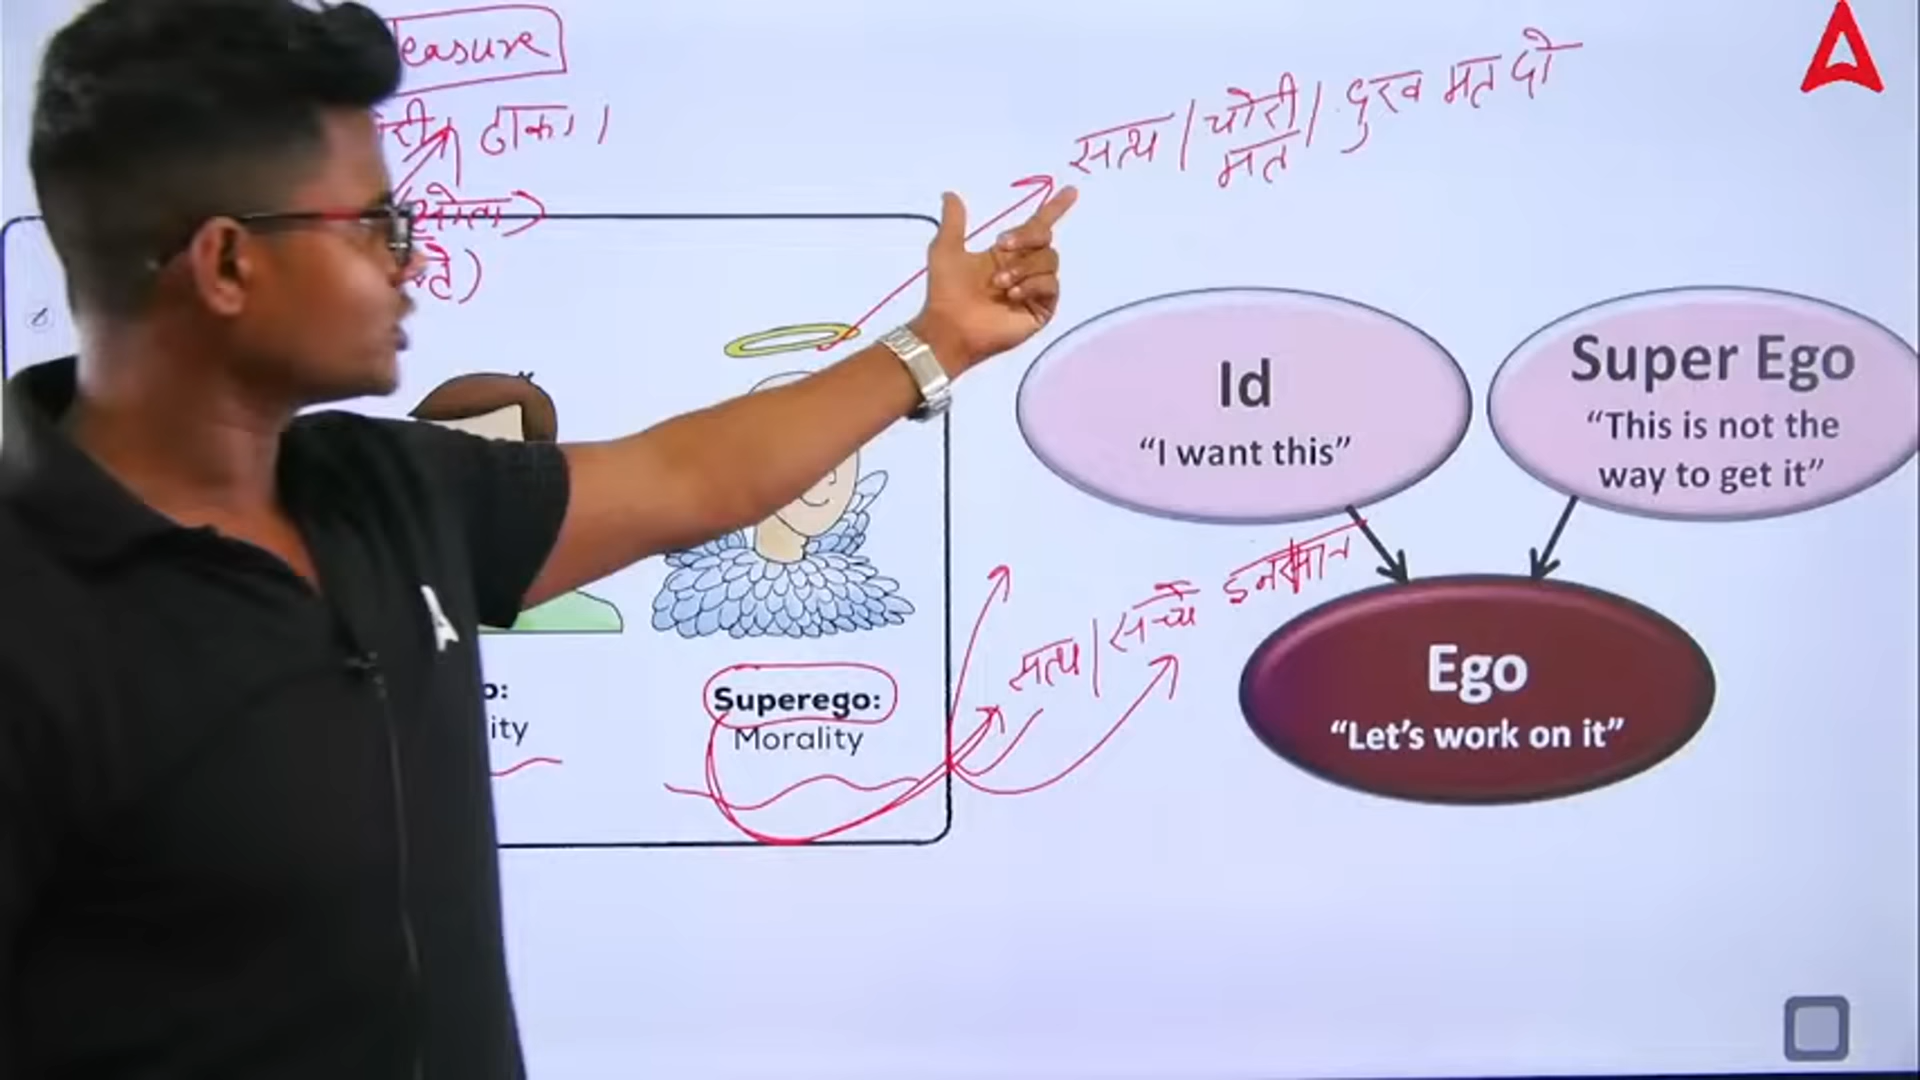 easure
ढाका।
सत्य / चोरी मत / दुख मत दो
Id
"I want this"
Super Ego
"This is not the
way to get it"
सत्य / सच्चे इनसान
Ego
"Let's work on it"
o:
ity
Superego:
Morality